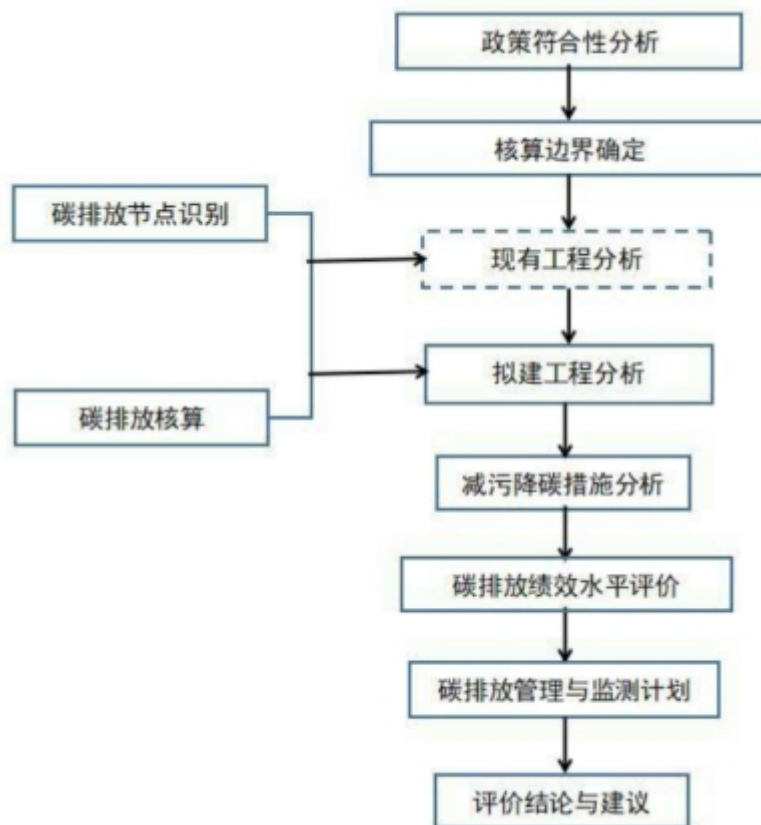 政策符合性分析
核算边界确定
碳排放节点识别
现有工程分析
拟建工程分析
碳排放核算
减污降碳措施分析
碳排放绩效水平评价
碳排放管理与监测计划
评价结论与建议